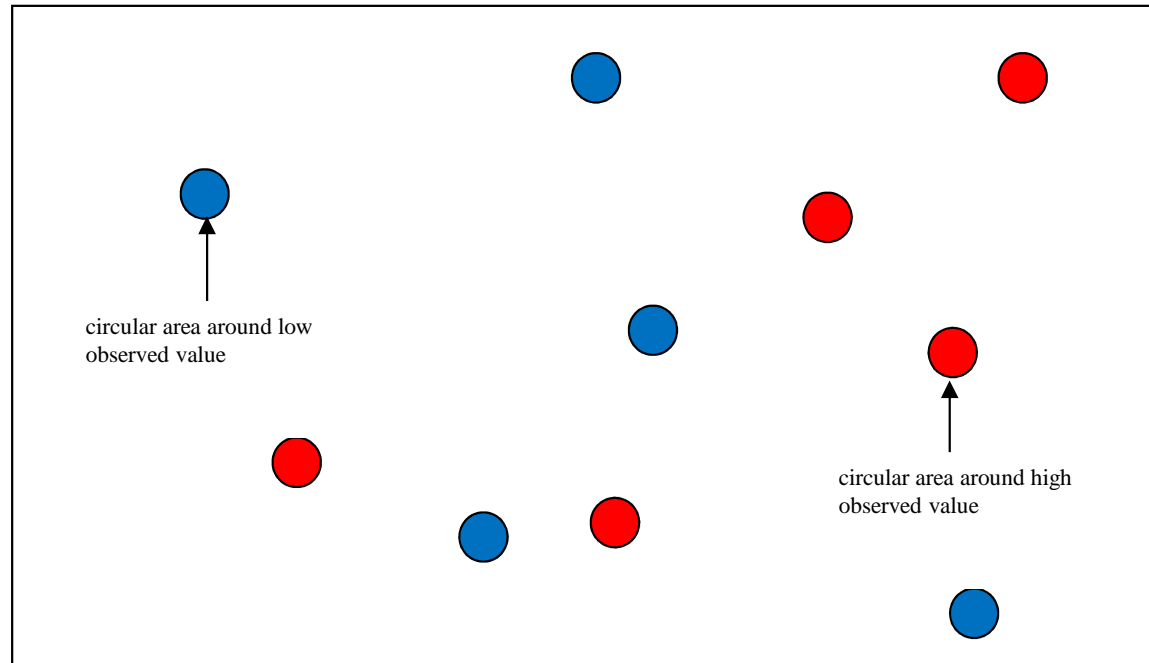 circular area around low
observed value
circular area around high
observed value